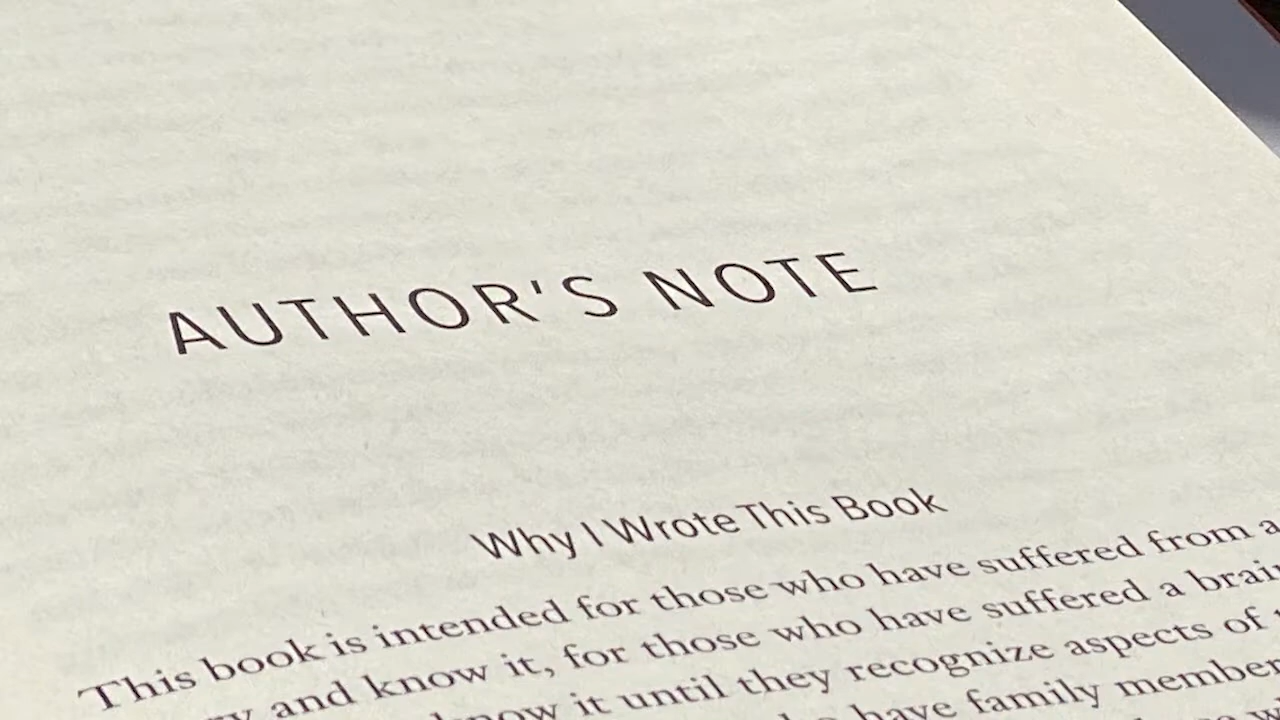 AUTHOR'S NOTE
Why I Wrote This Book
This book is intended for those who have suffered from a
and know it, for those who have suffered a brain
know it until they recognize aspects of
have family member